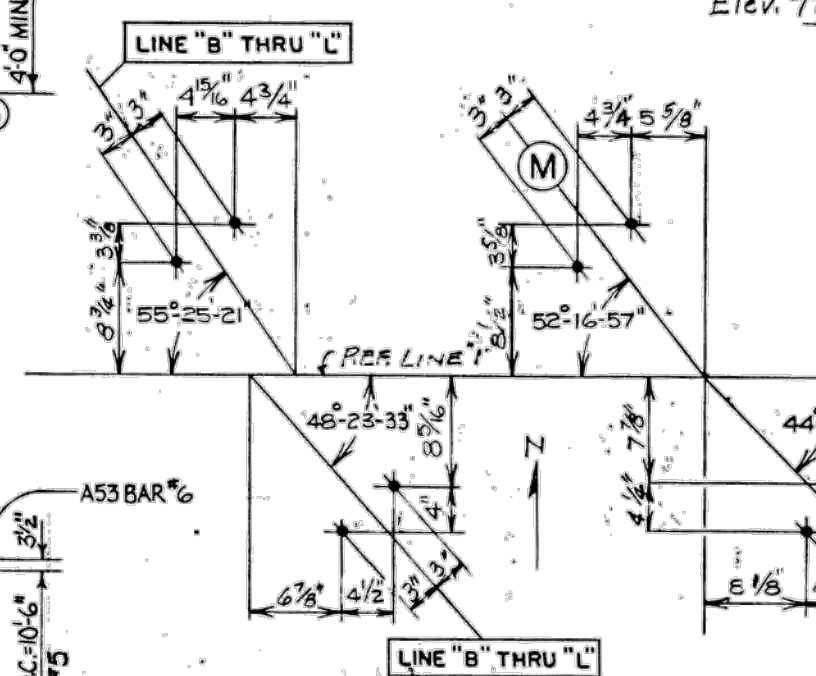 Elev.
4'-0" MIN
LINE "B" THRU "L"
4 15/16" 4 3/4"
3" 3"
3 3/8"
8 3/4"
55°-25'-21"
3" 3"
4 3/4" 5 5/8"
M
3 5/8"
8 1/2"
52°-16'-57"
REF. LINE "1"
48°-23'-33"
8 5/16"
4"
N
7 7/8"
4 1/4"
44°
A53 BAR #6
3 1/2"
6 7/8" 4 1/2"
3" 3"
8 1/8"
C.=10'-6"
#5
LINE "B" THRU "L"